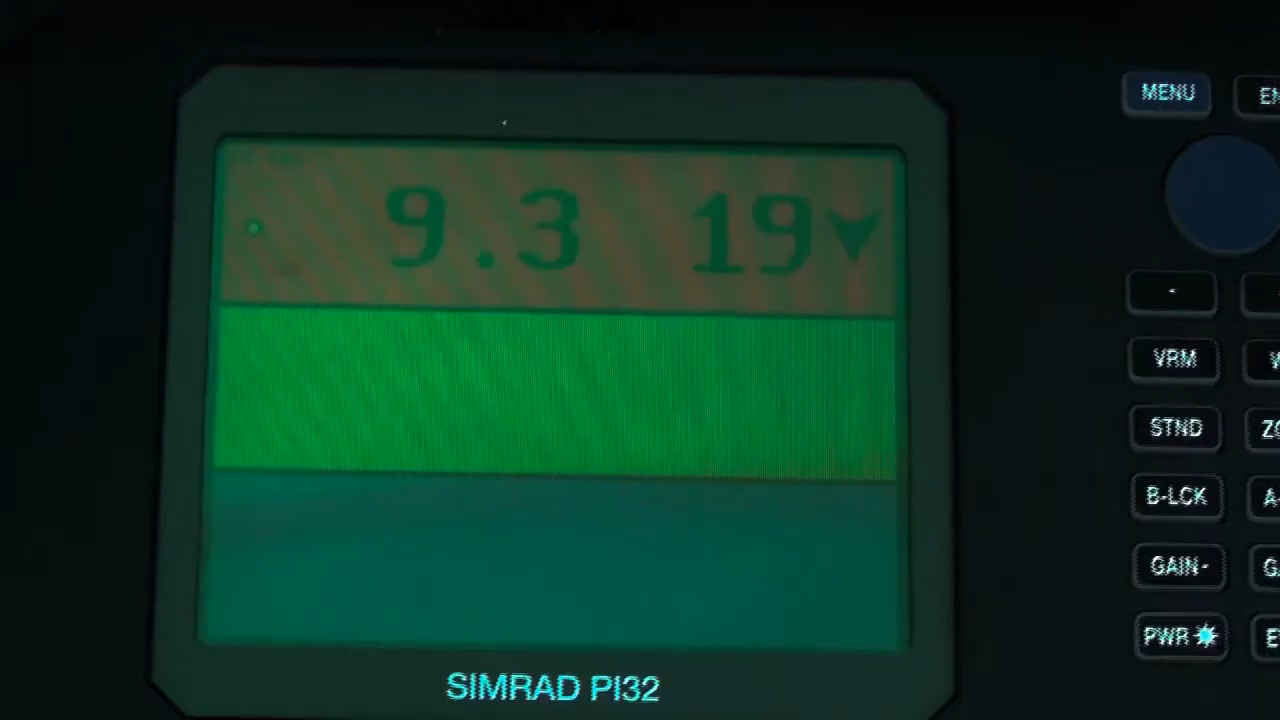 9.3 19
MENU
-
VRM
STND
B-LCK
GAIN-
PWR
SIMRAD PI32